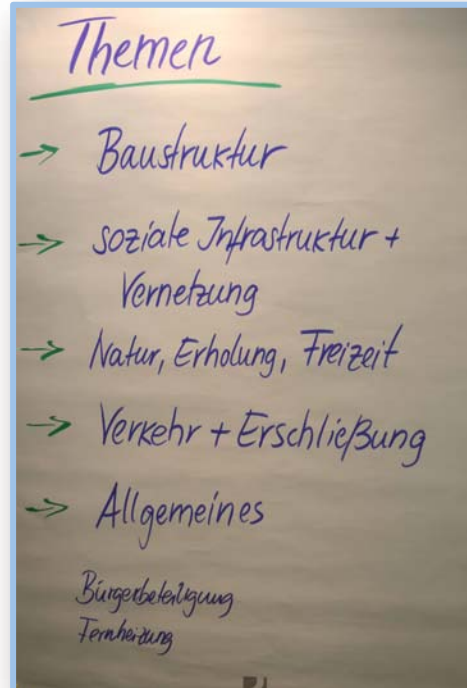 Themen
→ Baustruktur
→ soziale Infrastruktur +
Vernetzung
→ Natur, Erholung, Freizeit
→ Verkehr + Erschließung
→ Allgemeines
Bürgerbeteiligung
Fernheizung